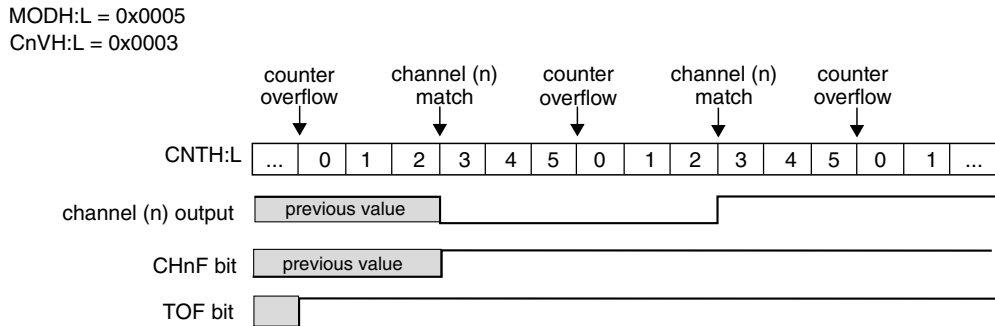 MODH:L = 0x0005
CnVH:L = 0x0003
counter overflow
channel (n) match
counter overflow
channel (n) match
counter overflow
CNTH:L ... 0 1 2 3 4 5 0 1 2 3 4 5 0 1 ...
channel (n) output previous value
CHnF bit previous value
TOF bit